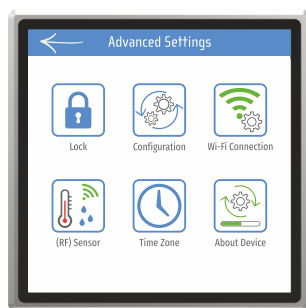 Advanced Settings
Lock
Configuration
Wi-Fi Connection
(RF) Sensor
Time Zone
About Device